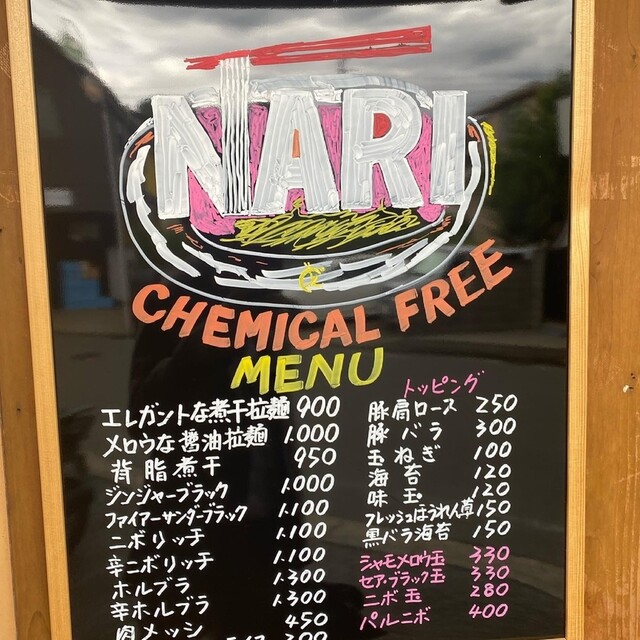 NARI
CHEMICAL FREE
MENU
エレガントな煮干拉麺 900
メロウな醤油拉麺 1.000
背脂煮干 950
ジンジャーブラック 1.000
ファイアーサンダーブラック 1.100
ニボリッチ 1.100
辛ニボリッチ 1.100
ホルブラ 1.300
辛ホルブラ 1.300
肉メッシ 450
トッピング
豚肩ロース 250
豚バラ 300
玉ねぎ 100
海苔 120
味玉 120
フレッシュほうれん草 150
黒バラ海苔 150
シャモメロウ玉 330
セア・ブラック玉 330
ニボ玉 280
パルニボ 400